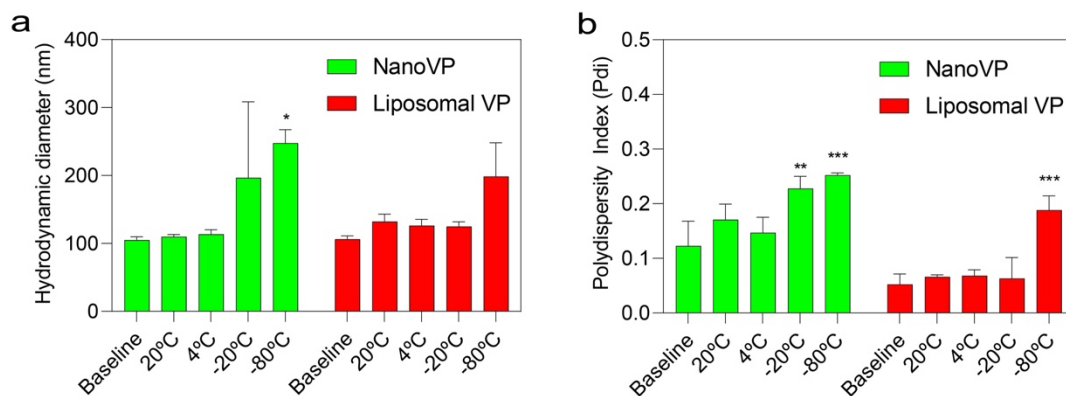 a
Hydrodynamic diameter (nm)
400
300
200
100
0
NanoVP
Liposomal VP
*
Baseline
20ºC
4ºC
-20ºC
-80ºC
Baseline
20ºC
4ºC
-20ºC
-80ºC
b
Polydispersity Index (Pdi)
0.5
0.4
0.3
0.2
0.1
0.0
NanoVP
Liposomal VP
**
***
***
Baseline
20ºC
4ºC
-20ºC
-80ºC
Baseline
20ºC
4ºC
-20ºC
-80ºC